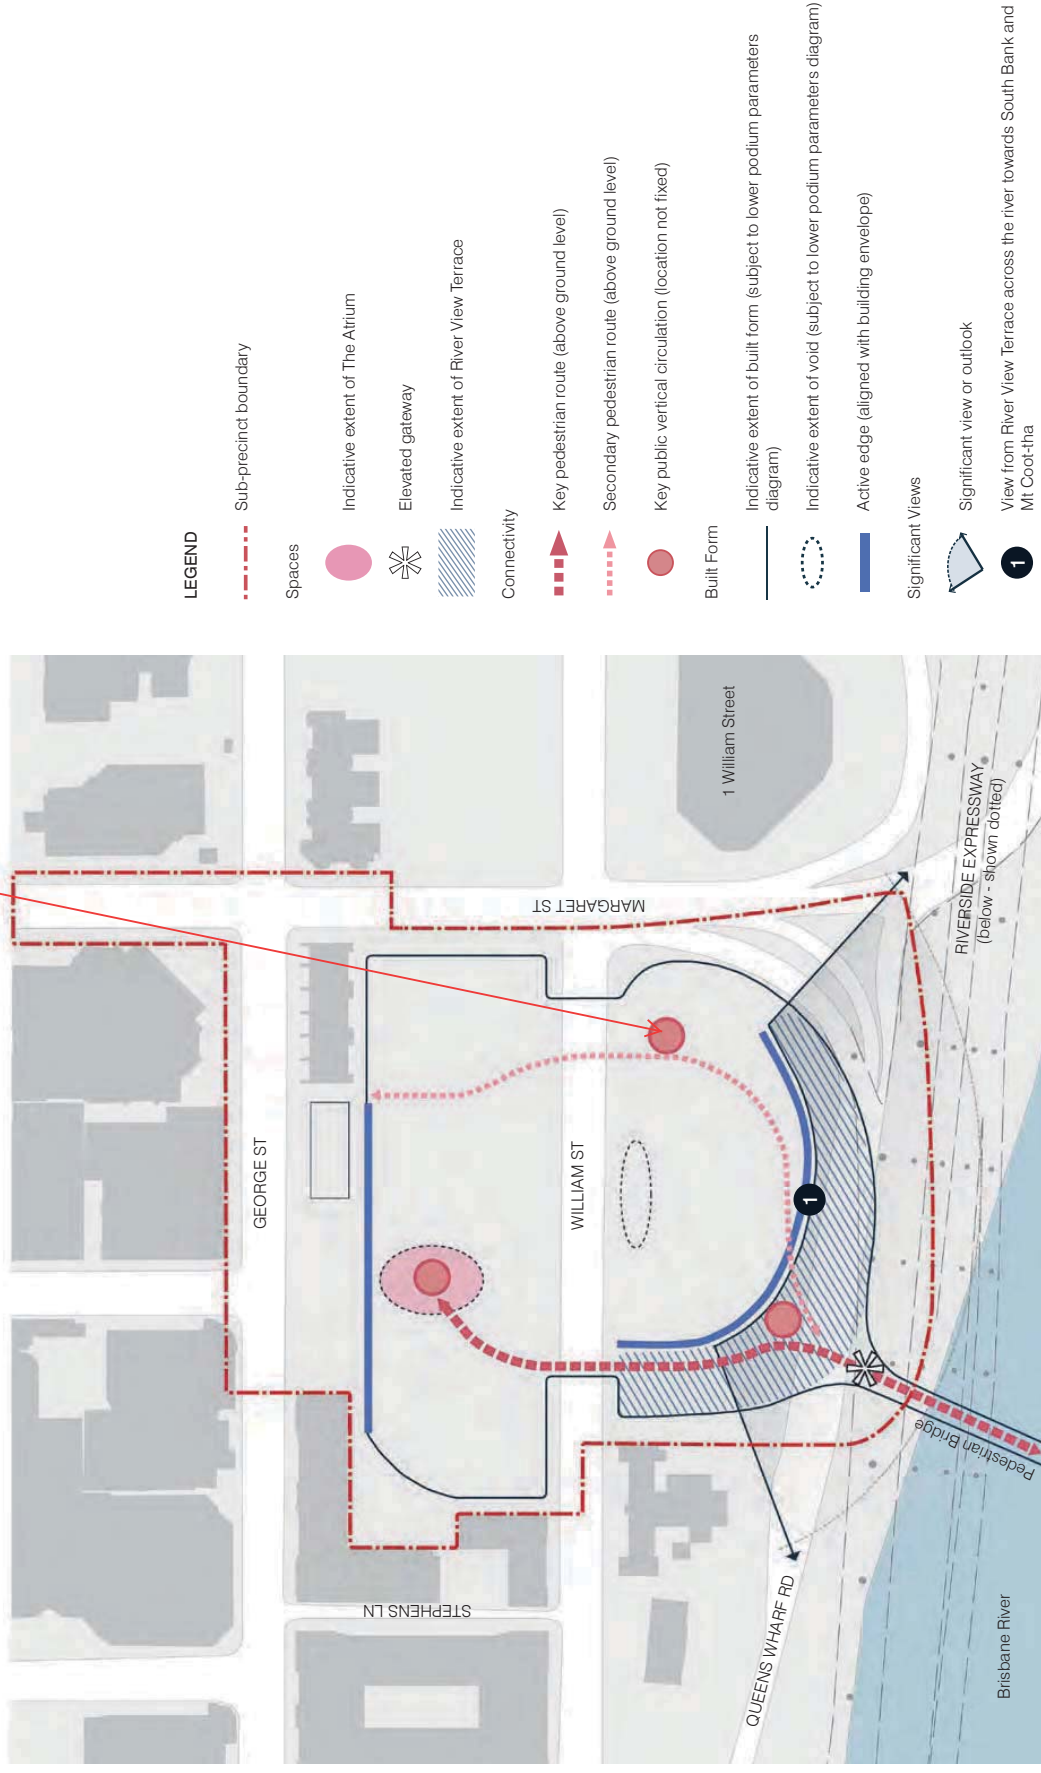 LEGEND
Sub-precinct boundary
Spaces
Indicative extent of The Atrium
Elevated gateway
Indicative extent of River View Terrace
Connectivity
Key pedestrian route (above ground level)
Secondary pedestrian route (above ground level)
Key public vertical circulation (location not fixed)
Built Form
Indicative extent of built form (subject to lower podium parameters
diagram)
Indicative extent of void (subject to lower podium parameters diagram)
Active edge (aligned with building envelope)
Significant Views
Significant view or outlook
1
View from River View Terrace across the river towards South Bank and
Mt Coot-tha
GEORGE ST
WILLIAM ST
MARGARET ST
STEPHENS LN
QUEENS WHARF RD
1 William Street
RIVERSIDE EXPRESSWAY
(below - shown dotted)
1
Pedestrian Bridge
Brisbane River